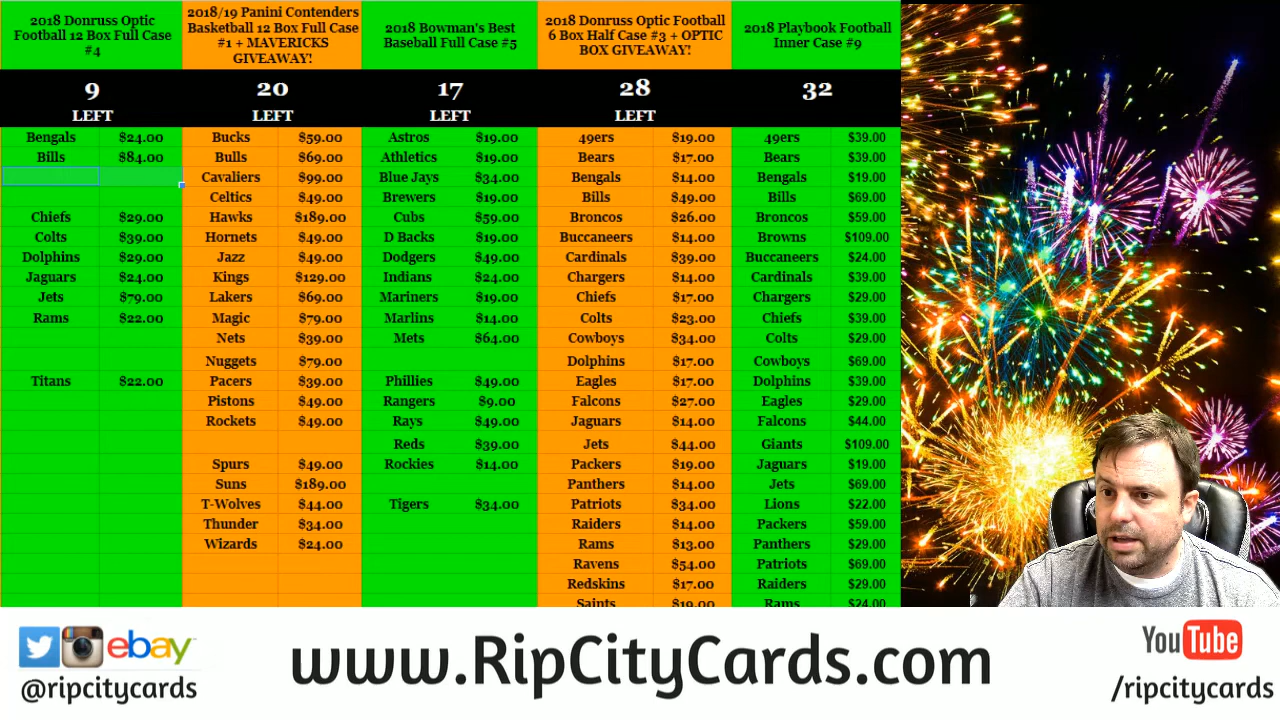 2018 Donruss Optic
Football 12 Box Full Case
#4
9
LEFT
Bengals $24.00
Bills $84.00
Chiefs $29.00
Colts $39.00
Dolphins $29.00
Jaguars $24.00
Jets $79.00
Rams $22.00
Titans $22.00
2018/19 Panini Contenders
Basketball 12 Box Full Case
#1 + MAVERICKS
GIVEAWAY!
20
LEFT
Bucks $59.00
Bulls $69.00
Cavaliers $99.00
Celtics $49.00
Hawks $189.00
Hornets $49.00
Jazz $49.00
Kings $129.00
Lakers $69.00
Magic $79.00
Nets $39.00
Nuggets $79.00
Pacers $39.00
Pistons $49.00
Rockets $49.00
Spurs $49.00
Suns $189.00
T-Wolves $44.00
Thunder $34.00
Wizards $24.00
2018 Bowman's Best
Baseball Full Case #5
17
LEFT
Astros $19.00
Athletics $19.00
Blue Jays $34.00
Brewers $19.00
Cubs $59.00
D Backs $19.00
Dodgers $49.00
Indians $24.00
Mariners $19.00
Marlins $14.00
Mets $64.00
Phillies $49.00
Rangers $9.00
Rays $49.00
Reds $39.00
Rockies $14.00
Tigers $34.00
2018 Donruss Optic Football
6 Box Half Case #3 + OPTIC
BOX GIVEAWAY!
28
LEFT
49ers $19.00
Bears $17.00
Bengals $14.00
Bills $49.00
Broncos $26.00
Buccaneers $14.00
Cardinals $39.00
Chargers $14.00
Chiefs $17.00
Colts $23.00
Cowboys $34.00
Dolphins $17.00
Eagles $17.00
Falcons $27.00
Jaguars $14.00
Jets $44.00
Packers $19.00
Panthers $14.00
Patriots $34.00
Raiders $14.00
Rams $13.00
Ravens $54.00
Redskins $17.00
Saints $19.00
2018 Playbook Football
Inner Case #9
32
49ers $39.00
Bears $39.00
Bengals $19.00
Bills $69.00
Broncos $59.00
Browns $109.00
Buccaneers $24.00
Cardinals $39.00
Chargers $29.00
Chiefs $39.00
Colts $29.00
Cowboys $69.00
Dolphins $39.00
Eagles $29.00
Falcons $44.00
Giants $109.00
Jaguars $19.00
Jets $69.00
Lions $22.00
Packers $59.00
Panthers $29.00
Patriots $69.00
Raiders $29.00
Rams $24.00
ebay
@ripcitycards
www.RipCityCards.com
YouTube
/ripcitycards